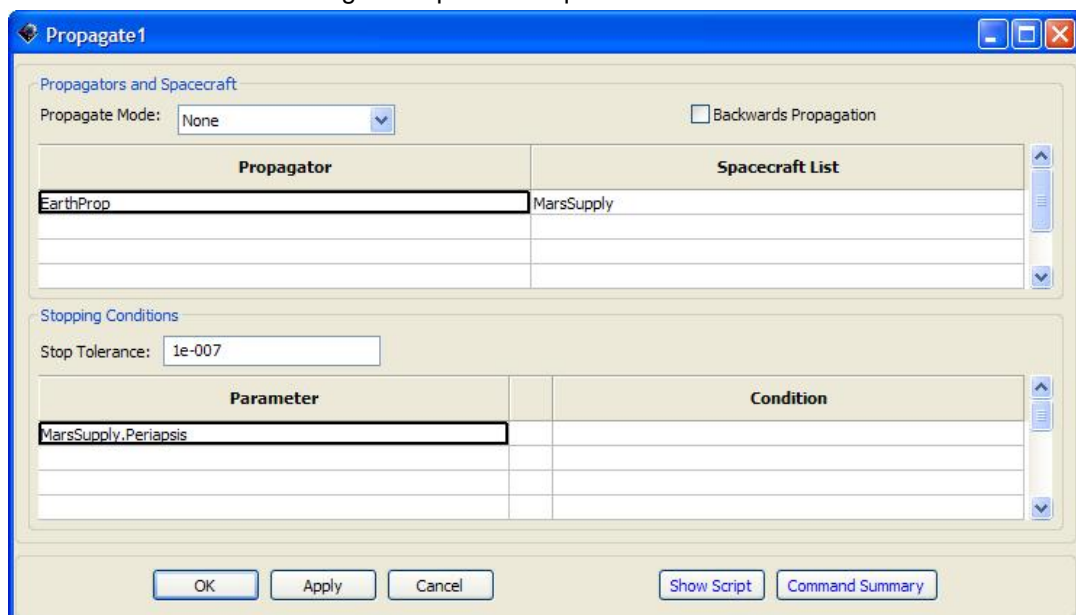 Propagate1
Propagators and Spacecraft
Propagate Mode: None Backwards Propagation
Propagator Spacecraft List
EarthProp MarsSupply
Stopping Conditions
Stop Tolerance: 1e-007
Parameter Condition
MarsSupply.Periapsis
OK Apply Cancel Show Script Command Summary